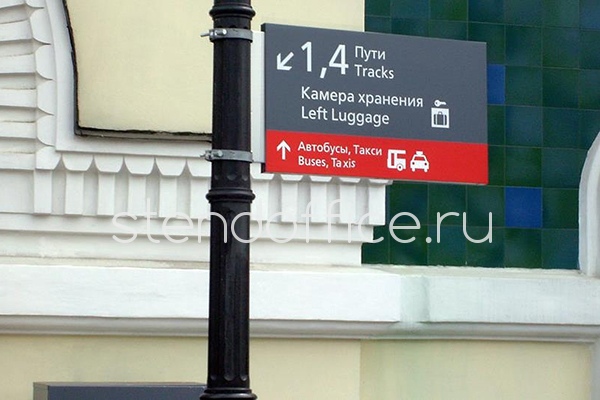 ↙ 1,4 Пути
Tracks
Камера хранения
Left Luggage
↑ Автобусы, Такси
Buses, Taxis
stendoffice.ru